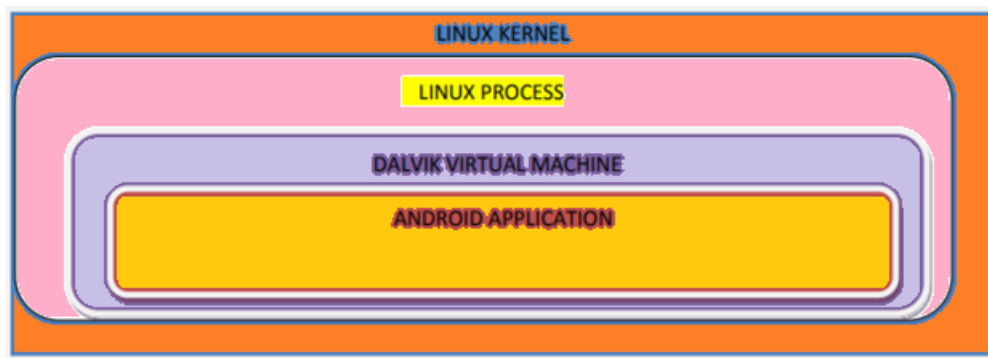 LINUX KERNEL
LINUX PROCESS
DALVIK VIRTUAL MACHINE
ANDROID APPLICATION